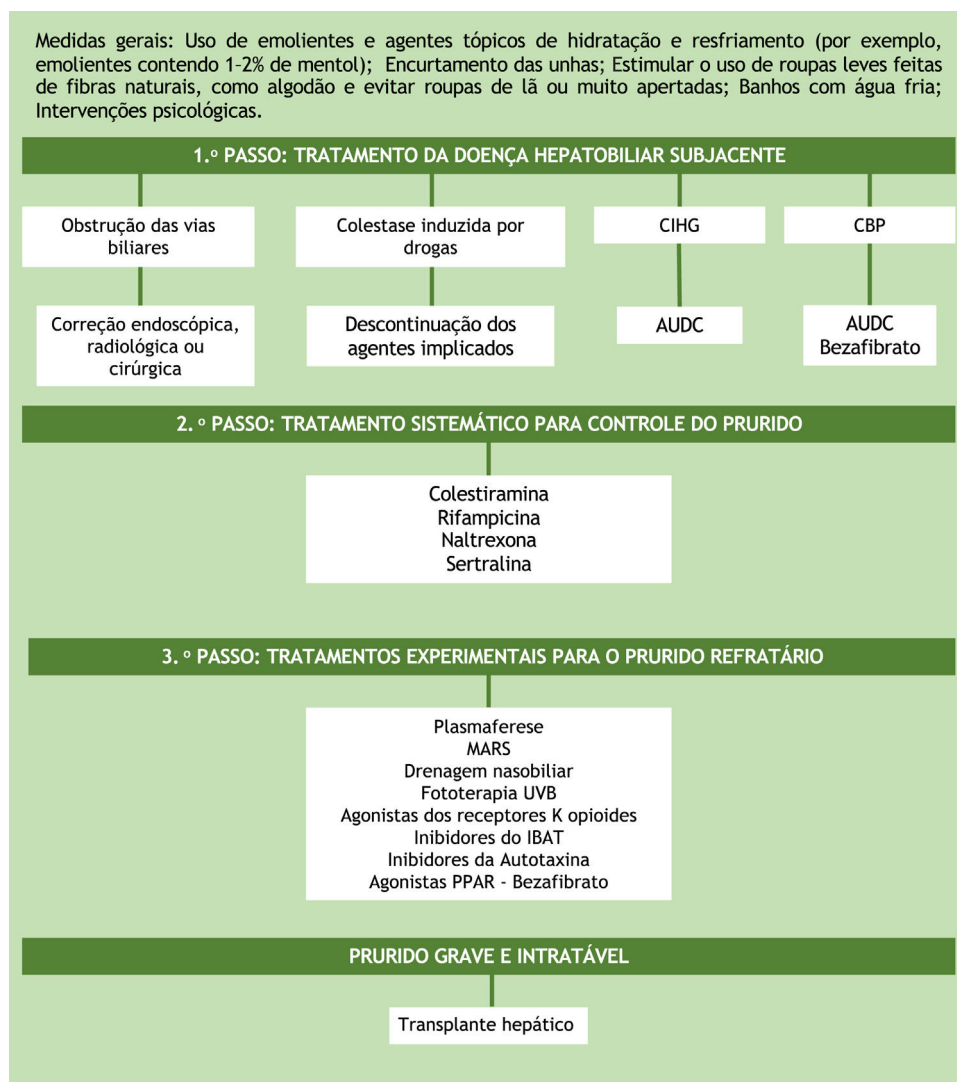 Medidas gerais: Uso de emolientes e agentes tópicos de hidratação e resfriamento (por exemplo,
emolientes contendo 1–2% de mentol); Encurtamento das unhas; Estimular o uso de roupas leves feitas
de fibras naturais, como algodão e evitar roupas de lã ou muito apertadas; Banhos com água fria;
Intervenções psicológicas.
1.º PASSO: TRATAMENTO DA DOENÇA HEPATOBILIAR SUBJACENTE
Obstrução das vias
biliares
Colestase induzida por
drogas
CIHG
CBP
Correção endoscópica,
radiológica ou
cirúrgica
Descontinuação dos
agentes implicados
AUDC
AUDC
Bezafibrato
2. º PASSO: TRATAMENTO SISTEMÁTICO PARA CONTROLE DO PRURIDO
Colestiramina
Rifampicina
Naltrexona
Sertralina
3. º PASSO: TRATAMENTOS EXPERIMENTAIS PARA O PRURIDO REFRATÁRIO
Plasmaferese
MARS
Drenagem nasobiliar
Fototerapia UVB
Agonistas dos receptores K opioides
Inibidores do IBAT
Inibidores da Autotaxina
Agonistas PPAR - Bezafibrato
PRURIDO GRAVE E INTRATÁVEL
Transplante hepático